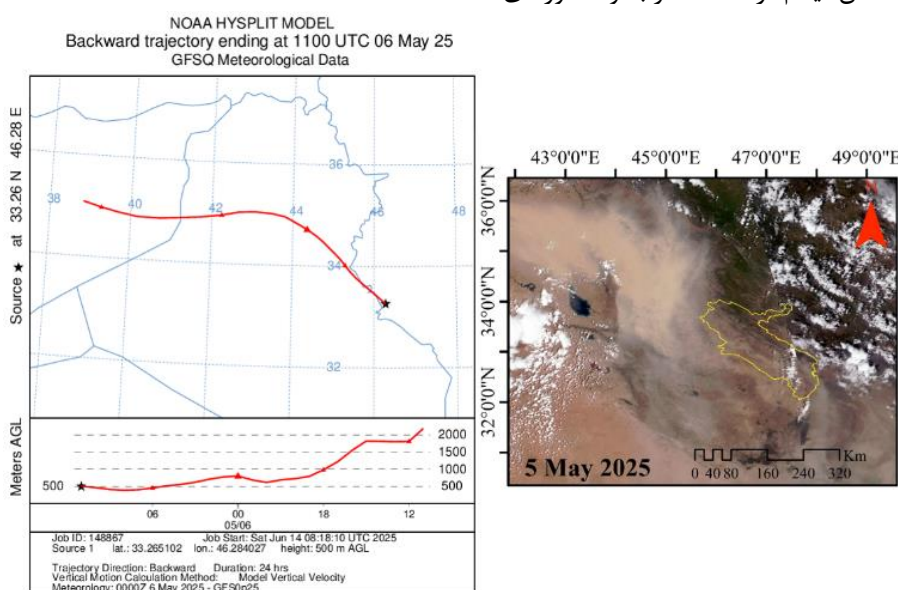 NOAA HYSPLIT MODEL
Backward trajectory ending at 1100 UTC 06 May 25
GFSQ Meteorological Data
Source ★ at 33.26 N 46.28 E
38
40
42
44
46
48
36
34
32
Meters AGL
500
2000
1500
1000
500
06
00
18
12
05/06
Job ID: 148867 Job Start: Sat Jun 14 08:18:10 UTC 2025
Source 1 lat.: 33.265102 lon.: 46.284027 height: 500 m AGL
Trajectory Direction: Backward Duration: 24 hrs
Vertical Motion Calculation Method: Model Vertical Velocity
Meteorology: 0000Z 6 May 2025 - GFS0p25
43°0'0"E 45°0'0"E 47°0'0"E 49°0'0"E
36°0'0"N
34°0'0"N
32°0'0"N
N
5 May 2025
Km
0 40 80 160 240 320